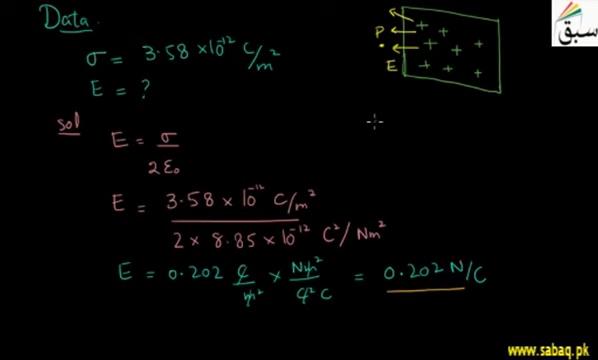 Data.
σ = 3.58 × 10⁻¹² C/m²
E = ?
P
E
سبق
sol
E = σ / 2ε₀
E = 3.58 × 10⁻¹² C/m²
2 × 8.85 × 10⁻¹² C²/Nm²
E = 0.202 C/m² × Nm²/C² C = 0.202 N/C
www.sabaq.pk